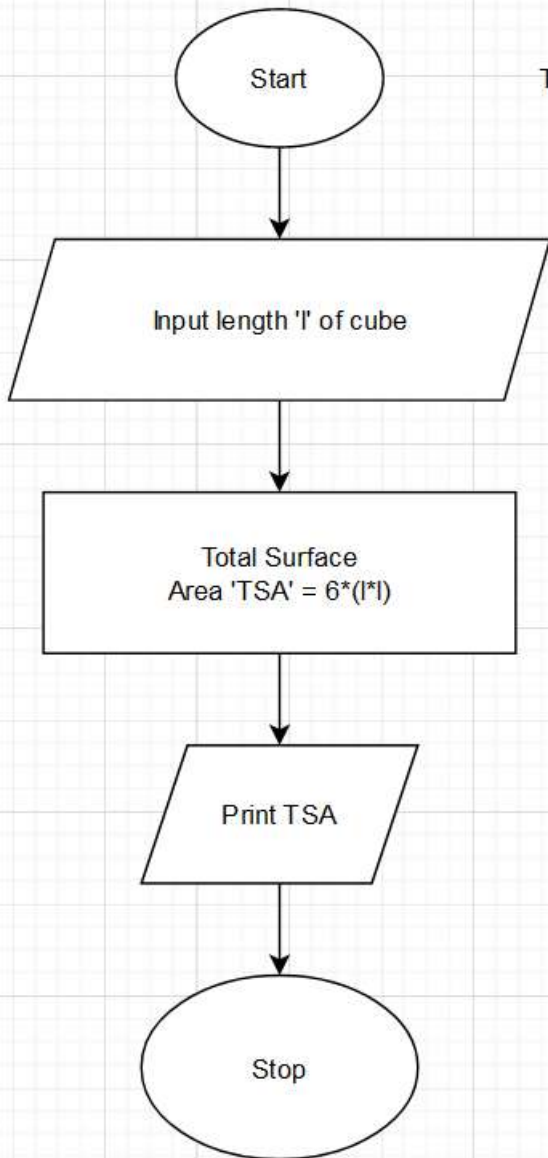 Start
T
Input length 'l' of cube
Total Surface
Area 'TSA' = 6*(l*l)
Print TSA
Stop